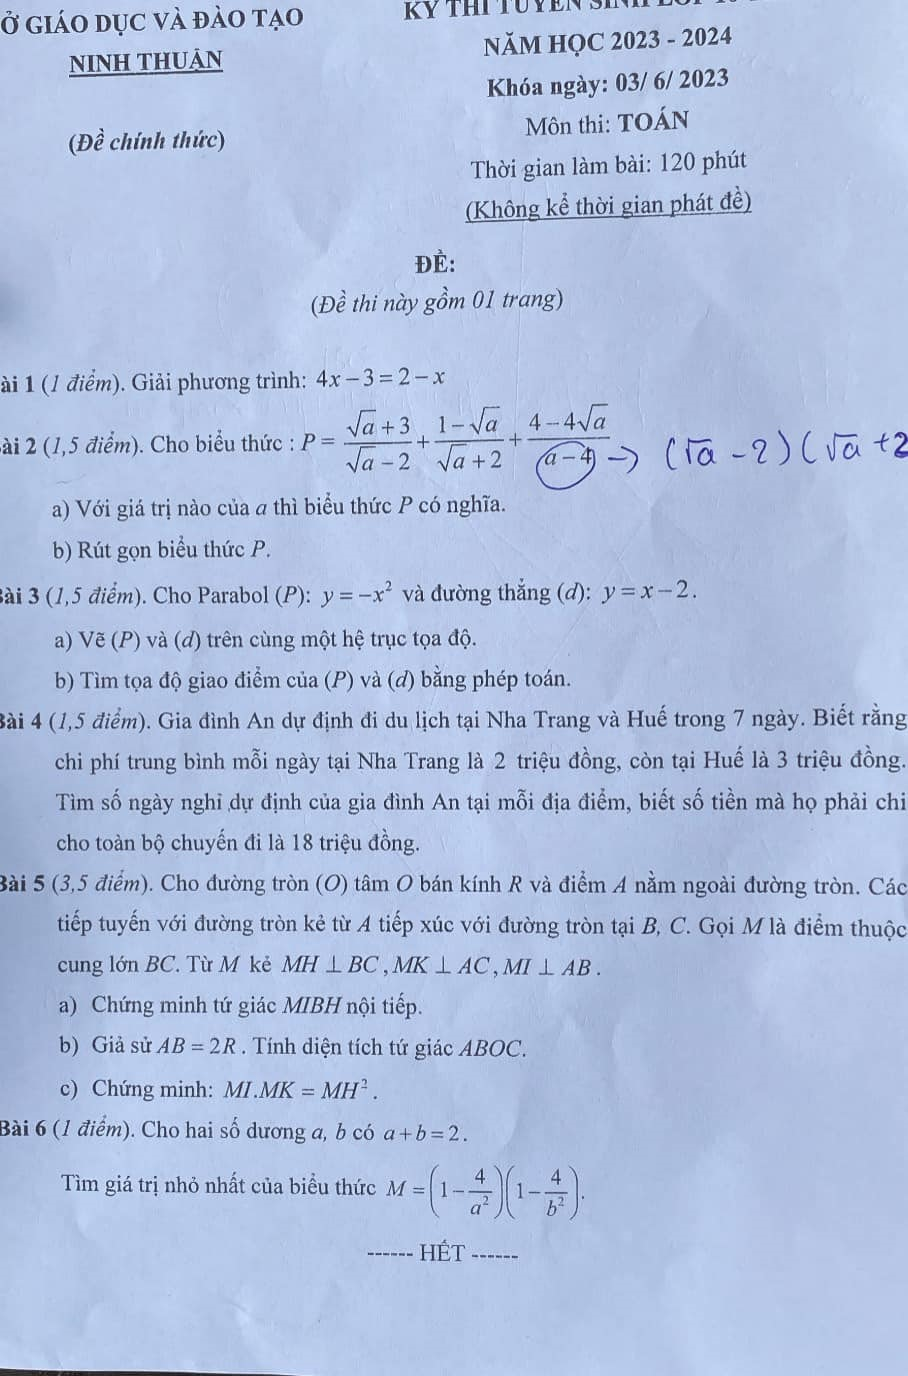 Ở GIÁO DỤC VÀ ĐÀO TẠO
NINH THUẬN
(Đề chính thức)
KỲ THI TUYỂN SINH
NĂM HỌC 2023 - 2024
Khóa ngày: 03/ 6/ 2023
Môn thi: TOÁN
Thời gian làm bài: 120 phút
(Không kể thời gian phát đề)
ĐỀ:
(Đề thi này gồm 01 trang)
ài 1 (1 điểm). Giải phương trình: 4x − 3 = 2 − x
ài 2 (1,5 điểm). Cho biểu thức : P = (√a + 3)/(√a − 2) + (1 − √a)/(√a + 2) + (4 − 4√a)/(a − 4) → (√a − 2)(√a + 2
a) Với giá trị nào của a thì biểu thức P có nghĩa.
b) Rút gọn biểu thức P.
Bài 3 (1,5 điểm). Cho Parabol (P): y = −x² và đường thẳng (d): y = x − 2.
a) Vẽ (P) và (d) trên cùng một hệ trục tọa độ.
b) Tìm tọa độ giao điểm của (P) và (d) bằng phép toán.
Bài 4 (1,5 điểm). Gia đình An dự định đi du lịch tại Nha Trang và Huế trong 7 ngày. Biết rằng
chi phí trung bình mỗi ngày tại Nha Trang là 2 triệu đồng, còn tại Huế là 3 triệu đồng.
Tìm số ngày nghỉ dự định của gia đình An tại mỗi địa điểm, biết số tiền mà họ phải chi
cho toàn bộ chuyến đi là 18 triệu đồng.
Bài 5 (3,5 điểm). Cho đường tròn (O) tâm O bán kính R và điểm A nằm ngoài đường tròn. Các
tiếp tuyến với đường tròn kẻ từ A tiếp xúc với đường tròn tại B, C. Gọi M là điểm thuộc
cung lớn BC. Từ M kẻ MH ⊥ BC, MK ⊥ AC, MI ⊥ AB.
a) Chứng minh tứ giác MIBH nội tiếp.
b) Giả sử AB = 2R. Tính diện tích tứ giác ABOC.
c) Chứng minh: MI.MK = MH².
Bài 6 (1 điểm). Cho hai số dương a, b có a + b = 2.
Tìm giá trị nhỏ nhất của biểu thức M = (1 − 4/a²)(1 − 4/b²).
------ HẾT ------